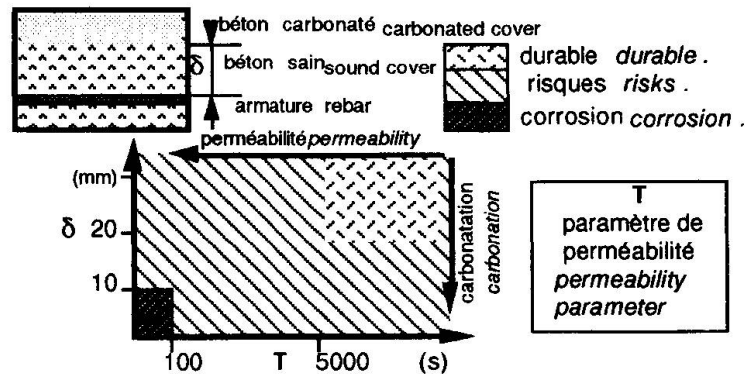 béton carbonaté carbonated cover
δ béton sain sound cover
armature rebar
durable durable .
risques risks .
corrosion corrosion .
perméabilité permeability
(mm)
δ 20
10
100 T 5000 (s)
carbonatation
carbonation
T
paramètre de
perméabilité
permeability
parameter